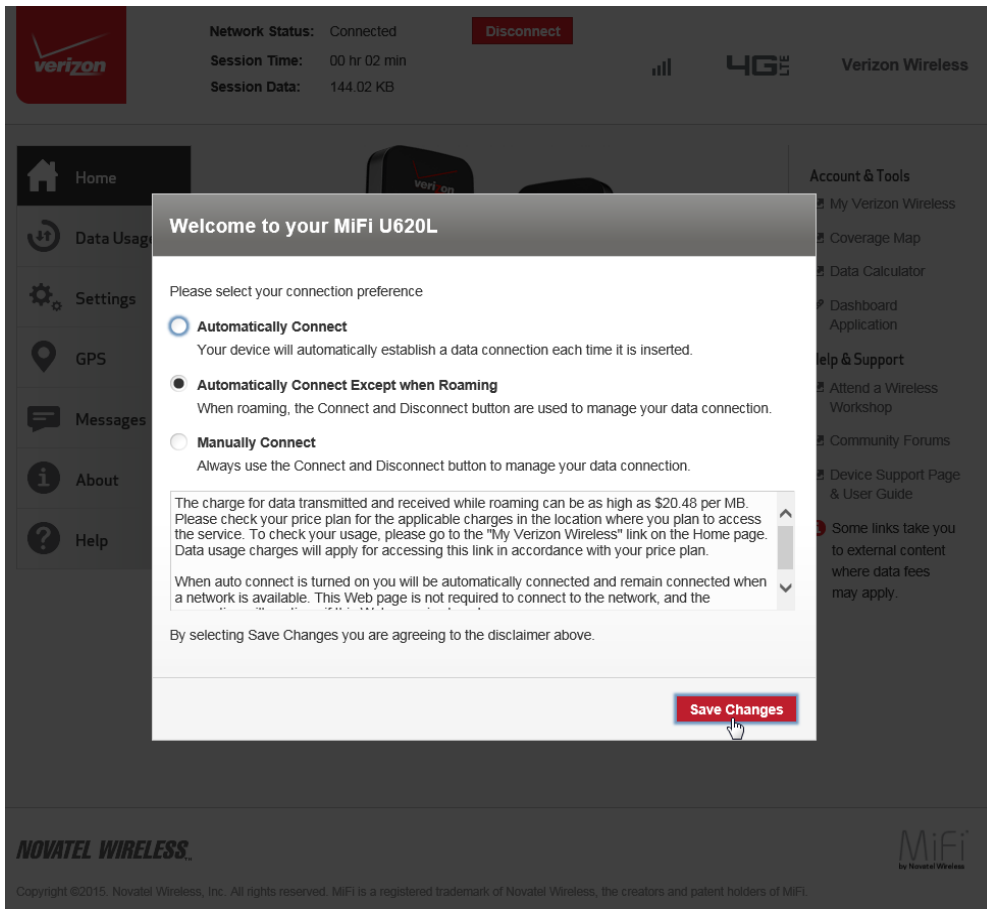 verizon
Network Status: Connected
Disconnect
Session Time: 00 hr 02 min
Session Data: 144.02 KB
4G LTE
Verizon Wireless
Home
Data Usage
Settings
GPS
Messages
About
Help
verizon
Welcome to your MiFi U620L
Please select your connection preference
Automatically Connect
Your device will automatically establish a data connection each time it is inserted.
Automatically Connect Except when Roaming
When roaming, the Connect and Disconnect button are used to manage your data connection.
Manually Connect
Always use the Connect and Disconnect button to manage your data connection.
The charge for data transmitted and received while roaming can be as high as $20.48 per MB.
Please check your price plan for the applicable charges in the location where you plan to access
the service. To check your usage, please go to the "My Verizon Wireless" link on the Home page.
Data usage charges will apply for accessing this link in accordance with your price plan.
When auto connect is turned on you will be automatically connected and remain connected when
a network is available. This Web page is not required to connect to the network, and the
By selecting Save Changes you are agreeing to the disclaimer above.
Save Changes
Account & Tools
My Verizon Wireless
Coverage Map
Data Calculator
Dashboard
Application
Help & Support
Attend a Wireless
Workshop
Community Forums
Device Support Page
& User Guide
Some links take you
to external content
where data fees
may apply.
NOVATEL WIRELESS
MiFi
by Novatel Wireless
Copyright ©2015. Novatel Wireless, Inc. All rights reserved. MiFi is a registered trademark of Novatel Wireless, the creators and patent holders of MiFi.